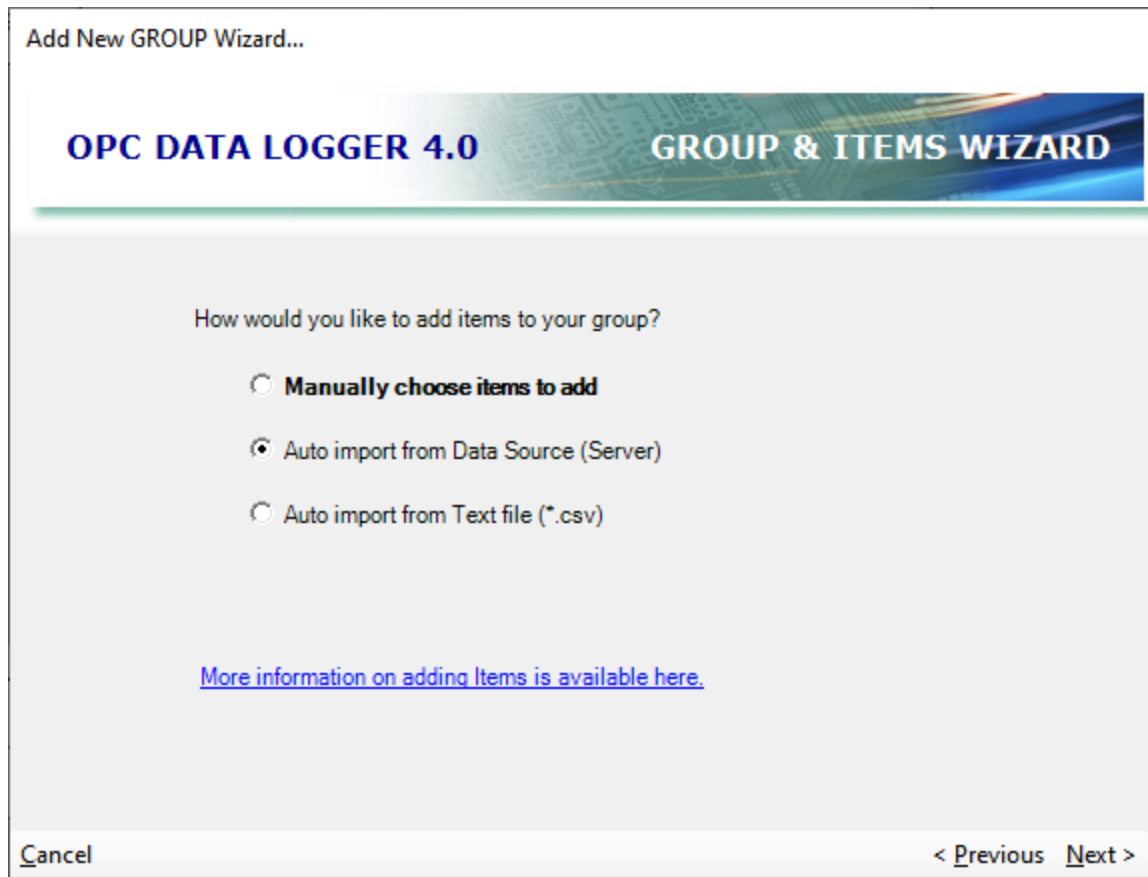 Add New GROUP Wizard...
OPC DATA LOGGER 4.0 GROUP & ITEMS WIZARD
How would you like to add items to your group?
Manually choose items to add
Auto import from Data Source (Server)
Auto import from Text file (*.csv)
More information on adding Items is available here.
Cancel < Previous Next >